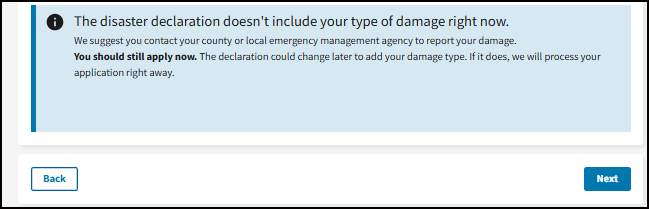 The disaster declaration doesn't include your type of damage right now.
We suggest you contact your county or local emergency management agency to report your damage.
You should still apply now. The declaration could change later to add your damage type. If it does, we will process your
application right away.
Back
Next